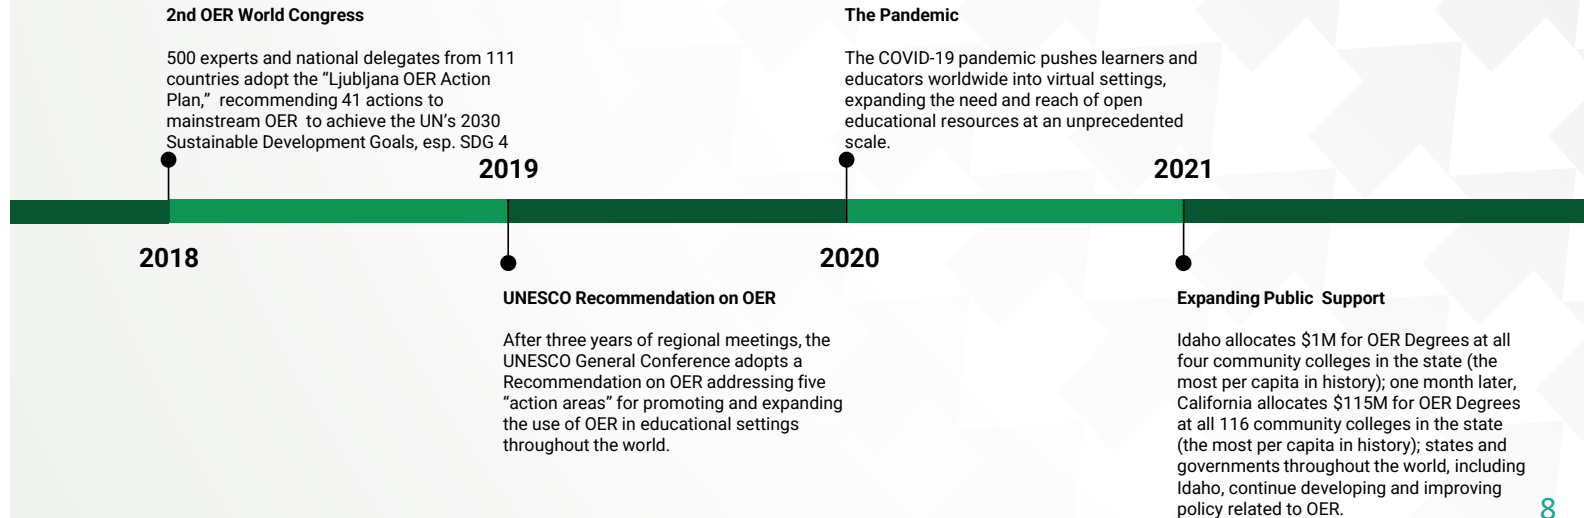 2nd OER World Congress
500 experts and national delegates from 111
countries adopt the “Ljubljana OER Action
Plan,”  recommending 41 actions to
mainstream OER  to achieve the UN’s 2030
Sustainable Development Goals, esp. SDG 4
2018
2019
UNESCO Recommendation on OER
After three years of regional meetings, the
UNESCO General Conference adopts a
Recommendation on OER addressing five
“action areas” for promoting and expanding
the use of OER in educational settings
throughout the world.
The Pandemic
The COVID-19 pandemic pushes learners and
educators worldwide into virtual settings,
expanding the need and reach of open
educational resources at an unprecedented
scale.
2020
2021
Expanding Public  Support
Idaho allocates $1M for OER Degrees at all
four community colleges in the state (the
most per capita in history); one month later,
California allocates $115M for OER Degrees
at all 116 community colleges in the state
(the most per capita in history); states and
governments throughout the world, including
Idaho, continue developing and improving
policy related to OER.
8